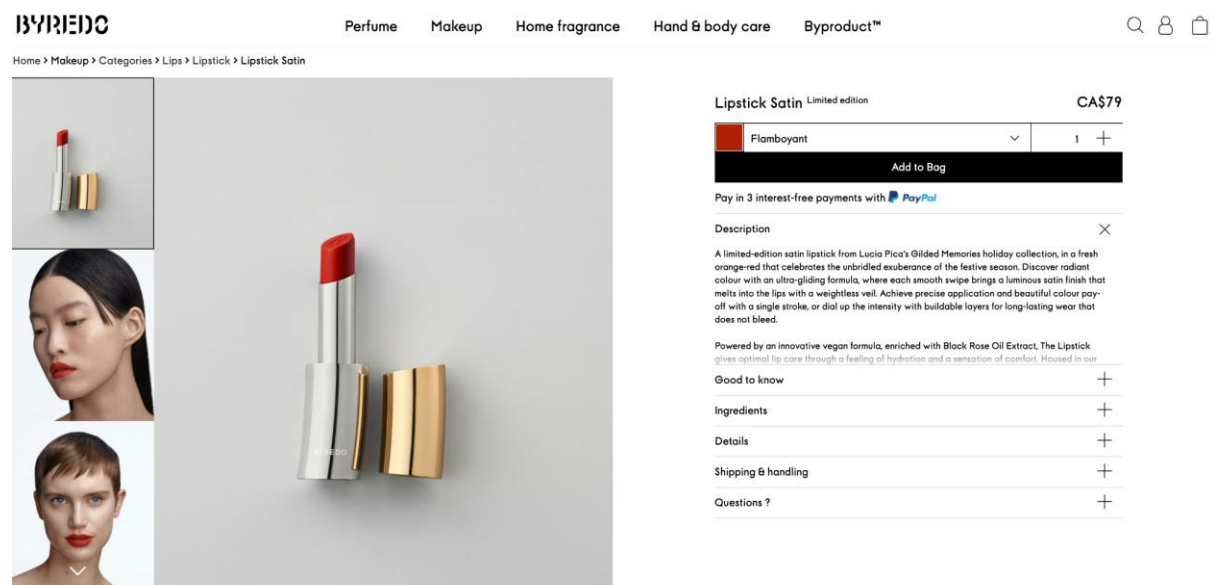 BYREDO
Perfume Makeup Home fragrance Hand & body care Byproduct™
Home > Makeup > Categories > Lips > Lipstick > Lipstick Satin
Lipstick Satin Limited edition CA$79
Flamboyant 1
Add to Bag
Pay in 3 interest-free payments with PayPal
Description
A limited-edition satin lipstick from Lucia Pica's Gilded Memories holiday collection, in a fresh
orange-red that celebrates the unbridled exuberance of the festive season. Discover radiant
colour with an ultra-gliding formula, where each smooth swipe brings a luminous satin finish that
melts into the lips with a weightless veil. Achieve precise application and beautiful colour pay-
off with a single stroke, or dial up the intensity with buildable layers for long-lasting wear that
does not bleed.
Powered by an innovative vegan formula, enriched with Black Rose Oil Extract, The Lipstick
gives optimal lip care through a feeling of hydration and a sensation of comfort. Housed in our
Good to know
Ingredients
Details
Shipping & handling
Questions ?
BYREDO